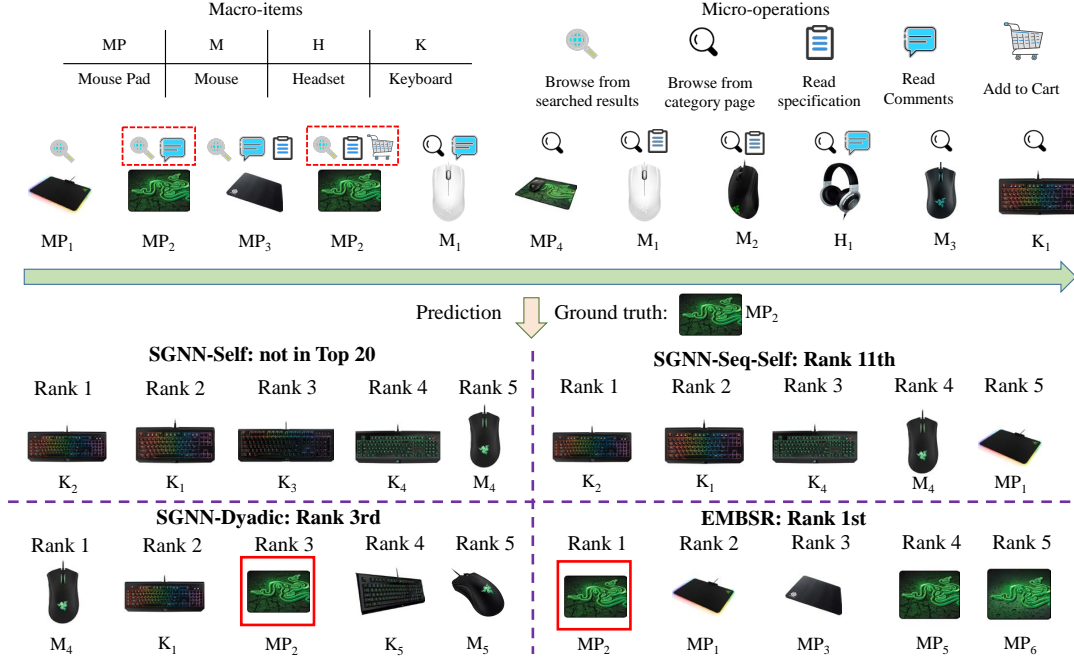 Macro-items
Micro-operations
MP M H K
Mouse Pad Mouse Headset Keyboard
Browse from searched results
Browse from category page
Read specification
Read Comments
Add to Cart
MP₁ MP₂ MP₃ MP₂ M₁ MP₄ M₁ M₂ H₁ M₃ K₁
Prediction
Ground truth: MP₂
SGNN-Self: not in Top 20
Rank 1 Rank 2 Rank 3 Rank 4 Rank 5
K₂ K₁ K₃ K₄ M₄
SGNN-Seq-Self: Rank 11th
Rank 1 Rank 2 Rank 3 Rank 4 Rank 5
K₂ K₁ K₄ M₄ MP₁
SGNN-Dyadic: Rank 3rd
Rank 1 Rank 2 Rank 3 Rank 4 Rank 5
M₄ K₁ MP₂ K₅ M₅
EMBSR: Rank 1st
Rank 1 Rank 2 Rank 3 Rank 4 Rank 5
MP₂ MP₁ MP₃ MP₅ MP₆